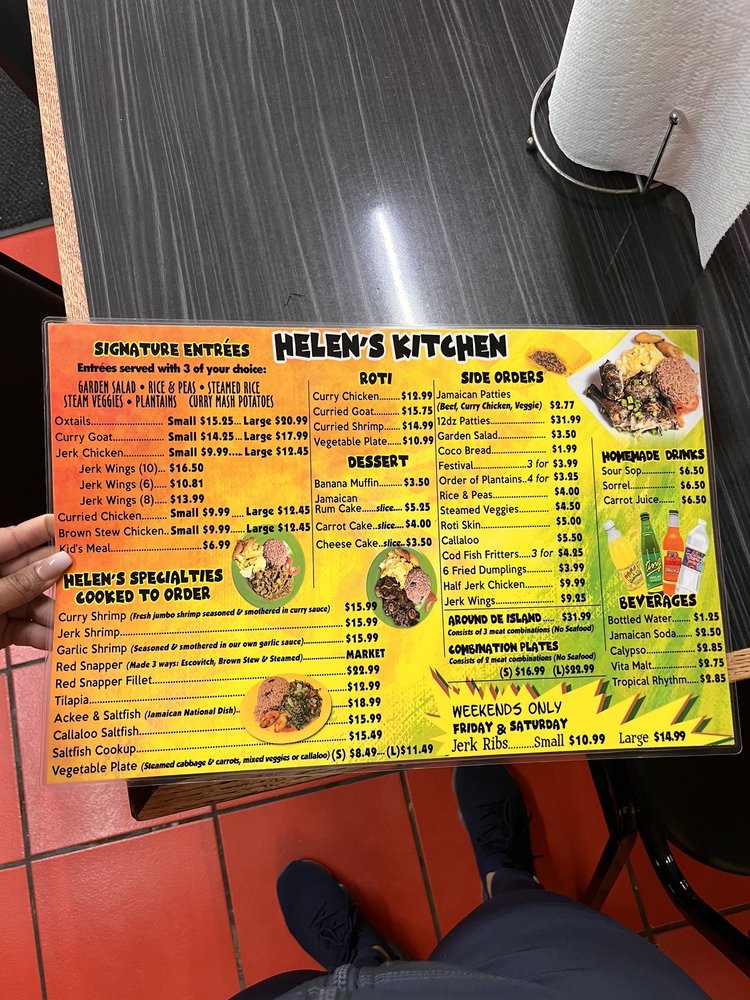 HELEN'S KITCHEN
SIGNATURE ENTRÉES
Entrées served with 3 of your choice:
GARDEN SALAD • RICE & PEAS • STEAMED RICE
STEAM VEGGIES • PLANTAINS CURRY MASH POTATOES
Oxtails............ Small $15.25... Large $20.99
Curry Goat............ Small $14.25... Large $17.99
Jerk Chicken............ Small $9.99.... Large $12.45
Jerk Wings (10)... $16.50
Jerk Wings (6)..... $10.81
Jerk Wings (8)..... $13.99
Curried Chicken... Small $9.99 .... Large $12.45
Brown Stew Chicken.. Small $9.99 ...... Large $12.45
Kid's Meal............ $6.99
HELEN'S SPECIALTIES
COOKED TO ORDER
Curry Shrimp (Fresh jumbo shrimp seasoned & smothered in curry sauce) $15.99
Jerk Shrimp............ $15.99
Garlic Shrimp (Seasoned & smothered in our own garlic sauce)............ $15.99
Red Snapper (Made 3 ways: Escovitch, Brown Stew & Steamed)............ MARKET
Red Snapper Fillet............ $22.99
Tilapia............ $12.99
Ackee & Saltfish (Jamaican National Dish)... $18.99
Callaloo Saltfish............ $15.99
Saltfish Cookup............ $15.49
Vegetable Plate (Steamed cabbage & carrots, mixed veggies or callaloo) (S) $8.49... (L)$11.49
ROTI
Curry Chicken............ $12.99
Curried Goat............ $15.75
Curried Shrimp............ $14.99
Vegetable Plate............ $10.99
DESSERT
Banana Muffin............ $3.50
Jamaican
Rum Cake.....slice.... $5.25
Carrot Cake..slice.... $4.00
Cheese Cake..slice....$3.50
SIDE ORDERS
Jamaican Patties
(Beef, Curry Chicken, Veggie) $2.77
12dz Patties............ $31.99
Garden Salad............ $3.50
Coco Bread............ $1.99
Festival............3 for $3.99
Order of Plantains..4 for $3.25
Rice & Peas............ $4.00
Steamed Veggies............ $4.50
Roti Skin............ $5.00
Callaloo $5.50
Cod Fish Fritters....3 for $4.25
6 Fried Dumplings............ $3.99
Half Jerk Chicken............ $9.99
Jerk Wings............ $9.25
AROUND DE ISLAND ..... $31.99
Consists of 3 meat combinations (No Seafood)
COMBINATION PLATES
Consists of 2 meat combinations (No Seafood)
(S) $16.99 (L)$22.99
WEEKENDS ONLY
FRIDAY & SATURDAY
Jerk Ribs.......Small $10.99 Large $14.99
HOMEMADE DRINKS
Sour Sop............ $6.50
Sorrel............ $6.50
Carrot Juice...... $6.50
BEVERAGES
Bottled Water........ $1.25
Jamaican Soda..... $2.50
Calypso............ $2.85
Vita Malt............ $2.75
Tropical Rhythm.... $2.85